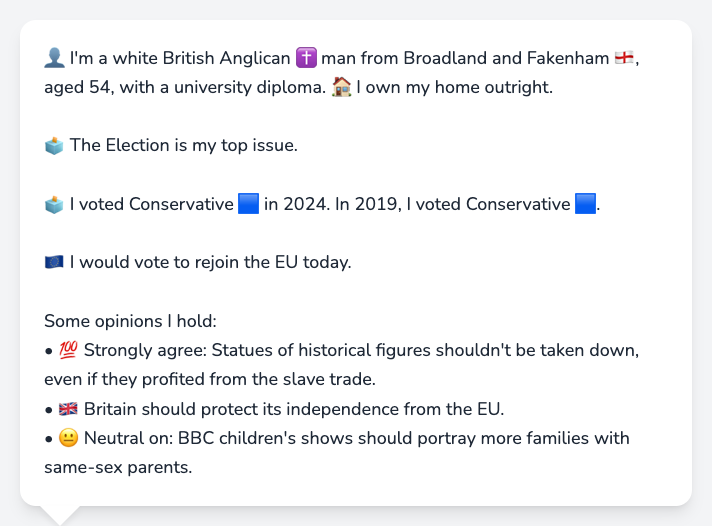 👤 I'm a white British Anglican ✝️ man from Broadland and Fakenham 🏴󠁧󠁢󠁥󠁮󠁧󠁿,
aged 54, with a university diploma. 🏠 I own my home outright.
🗳️ The Election is my top issue.
🗳️ I voted Conservative 🟦 in 2024. In 2019, I voted Conservative 🟦.
🇪🇺 I would vote to rejoin the EU today.
Some opinions I hold:
• 💯 Strongly agree: Statues of historical figures shouldn't be taken down,
even if they profited from the slave trade.
• 🇬🇧 Britain should protect its independence from the EU.
• 😐 Neutral on: BBC children's shows should portray more families with
same-sex parents.